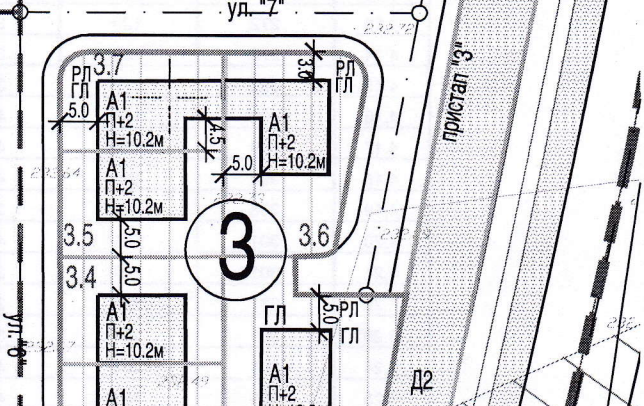 ул. "7"
232.72
3.7
РЛ
ГЛ
5.0
3.0
РЛ
ГЛ
А1
П+2
Н=10.2м
4.5
А1
П+2
Н=10.2м
5.0
А1
П+2
Н=10.2м
пристап "3"
3.5
5.0
3
3.6
3.4
5.0
А1
П+2
Н=10.2м
ГЛ
5.0
РЛ
ГЛ
ул. "6"
А1
А1
П+2
Д2